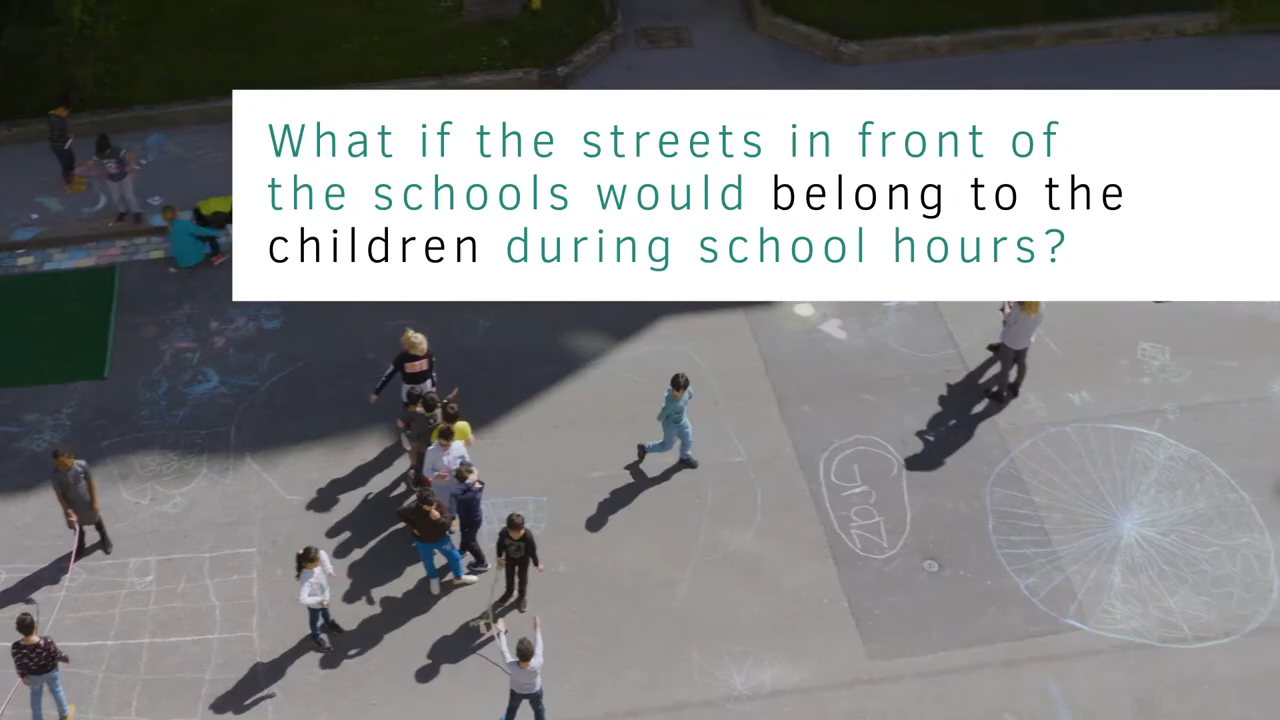 What if the streets in front of
the schools would belong to the
children during school hours?
Graz